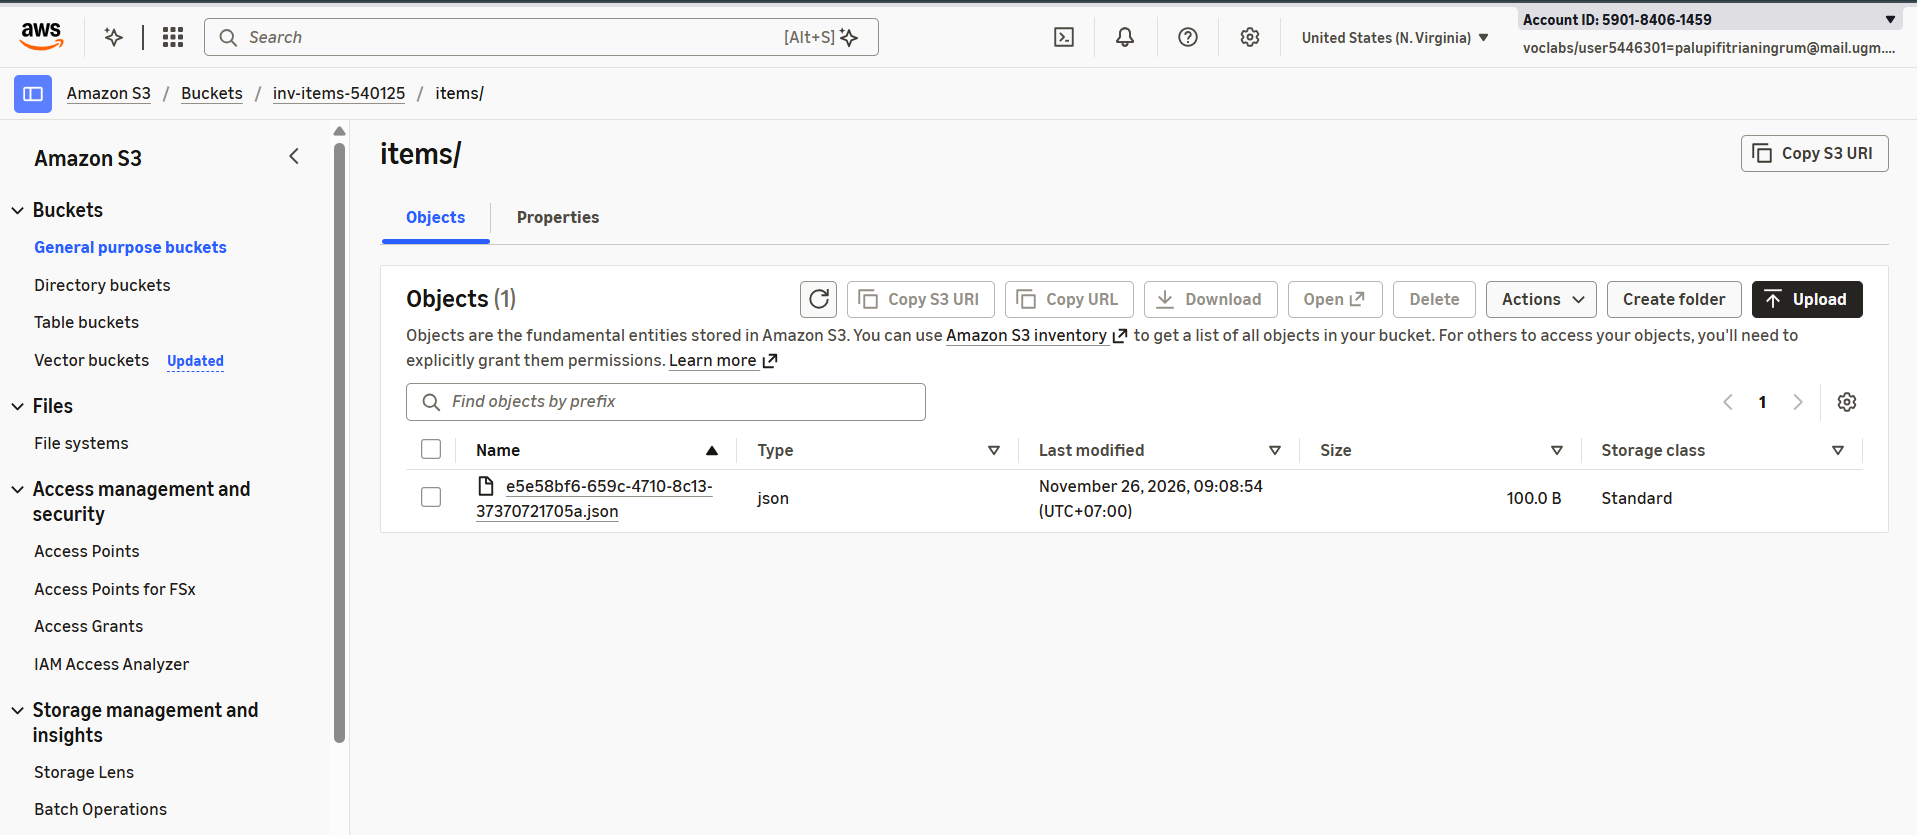 aws
Search [Alt+S]
United States (N. Virginia)
Account ID: 5901-8406-1459
voclabs/user5446301=palupifitrianingrum@mail.ugm....
Amazon S3 / Buckets / inv-items-540125 / items/
Amazon S3
Buckets
General purpose buckets
Directory buckets
Table buckets
Vector buckets Updated
Files
File systems
Access management and
security
Access Points
Access Points for FSx
Access Grants
IAM Access Analyzer
Storage management and
insights
Storage Lens
Batch Operations
items/
Copy S3 URI
Objects Properties
Objects (1)
Copy S3 URI Copy URL Download Open Delete Actions Create folder Upload
Objects are the fundamental entities stored in Amazon S3. You can use Amazon S3 inventory to get a list of all objects in your bucket. For others to access your objects, you'll need to
explicitly grant them permissions. Learn more
Find objects by prefix
1
Name Type Last modified Size Storage class
e5e58bf6-659c-4710-8c13-
37370721705a.json
json
November 26, 2026, 09:08:54
(UTC+07:00)
100.0 B
Standard